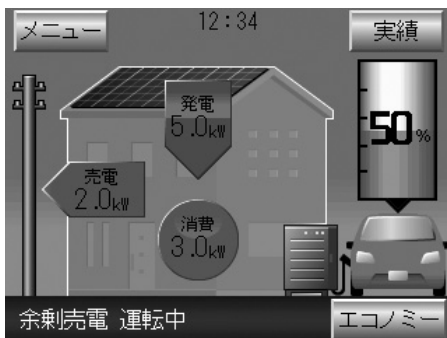 メニュー
12:34
実績
発電
5.0kW
50%
売電
2.0kW
消費
3.0kW
余剰売電 運転中
エコノミー